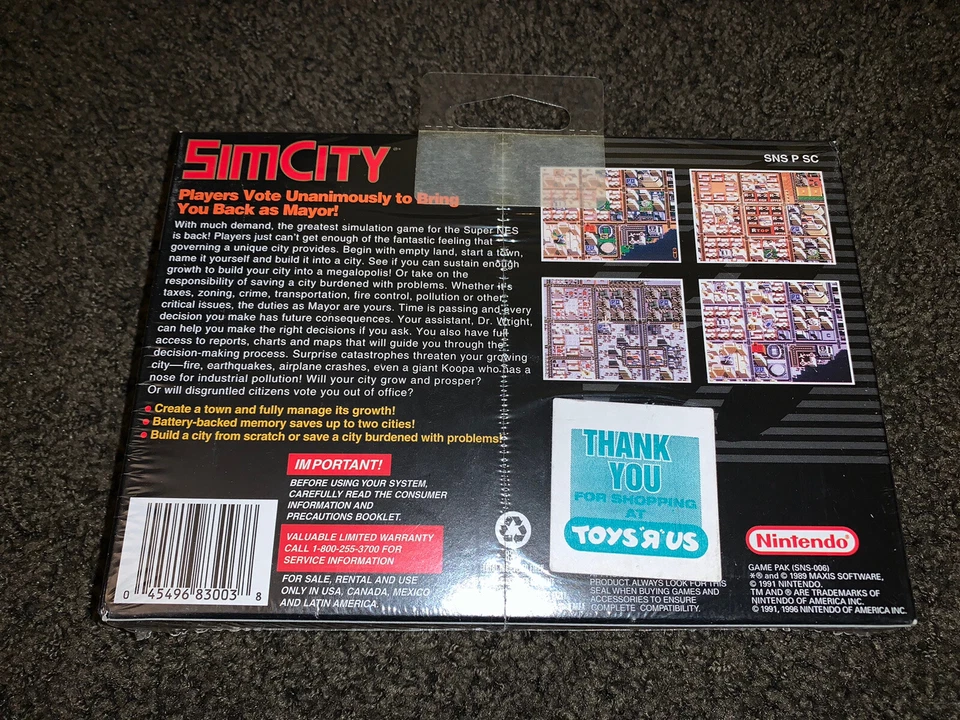 SIMCITY
SNS P SC
Players Vote Unanimously to Bring
You Back as Mayor!
With much demand, the greatest simulation game for the Super NES
is back! Players just can't get enough of the fantastic feeling that
governing a unique city provides. Begin with empty land, start a town,
name it yourself and build it into a city. See if you can sustain enough
growth to build your city into a megalopolis! Or take on the
responsibility of saving a city burdened with problems. Whether it's
taxes, zoning, crime, transportation, fire control, pollution or other
critical issues, the duties as Mayor are yours. Time is passing and every
decision you make has future consequences. Your assistant, Dr. Wright,
can help you make the right decisions if you ask. You also have full
access to reports, charts and maps that will guide you through the
decision-making process. Surprise catastrophes threaten your growing
city—fire, earthquakes, airplane crashes, even a giant Koopa who has a
nose for industrial pollution! Will your city grow and prosper?
Or will disgruntled citizens vote you out of office?
• Create a town and fully manage its growth!
• Battery-backed memory saves up to two cities!
• Build a city from scratch or save a city burdened with problems!
IMPORTANT!
BEFORE USING YOUR SYSTEM,
CAREFULLY READ THE CONSUMER
INFORMATION AND
PRECAUTIONS BOOKLET.
VALUABLE LIMITED WARRANTY
CALL 1-800-255-3700 FOR
SERVICE INFORMATION
FOR SALE, RENTAL AND USE
ONLY IN USA, CANADA, MEXICO
AND LATIN AMERICA.
0 45496 83003 8
THANK
YOU
FOR SHOPPING
AT
TOYS "R" US
PRODUCT. ALWAYS LOOK FOR THIS
SEAL WHEN BUYING GAMES AND
ACCESSORIES TO ENSURE
COMPLETE COMPATIBILITY.
Nintendo
GAME PAK (SNS-006)
*® and © 1989 MAXIS SOFTWARE,
© 1991 NINTENDO.
TM AND ® ARE TRADEMARKS OF
NINTENDO OF AMERICA INC.
© 1991, 1996 NINTENDO OF AMERICA INC.